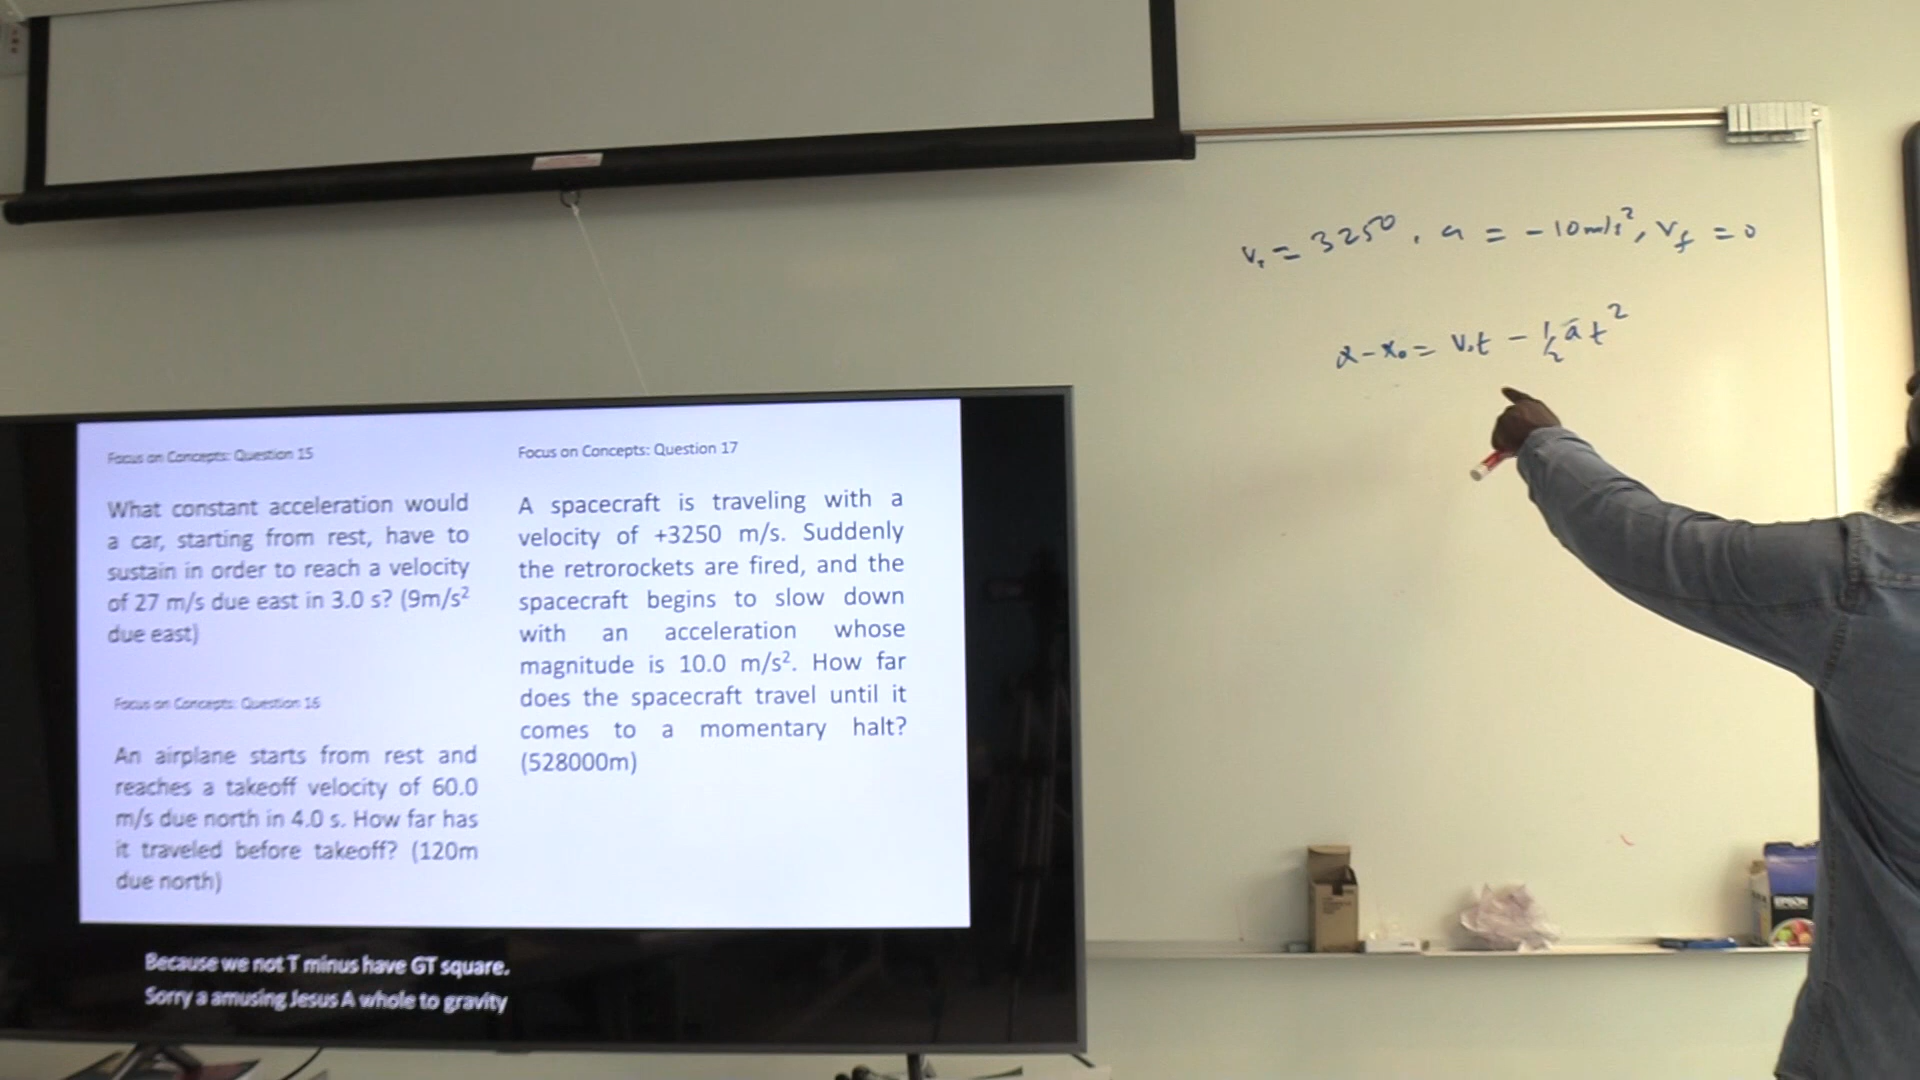 Focus on Concepts: Question 15
What constant acceleration would
a car, starting from rest, have to
sustain in order to reach a velocity
of 27 m/s due east in 3.0 s? (9m/s²
due east)
Focus on Concepts: Question 16
An airplane starts from rest and
reaches a takeoff velocity of 60.0
m/s due north in 4.0 s. How far has
it traveled before takeoff? (120m
due north)
Focus on Concepts: Question 17
A spacecraft is traveling with a
velocity of +3250 m/s. Suddenly
the retrorockets are fired, and the
spacecraft begins to slow down
with an acceleration whose
magnitude is 10.0 m/s². How far
does the spacecraft travel until it
comes to a momentary halt?
(528000m)
Because we not T minus have GT square.
Sorry a amusing Jesus A whole to gravity
v₀ = 3250, a = -10m/s², v_f = 0
x - x₀ = v₀t - ½at²
EPSON